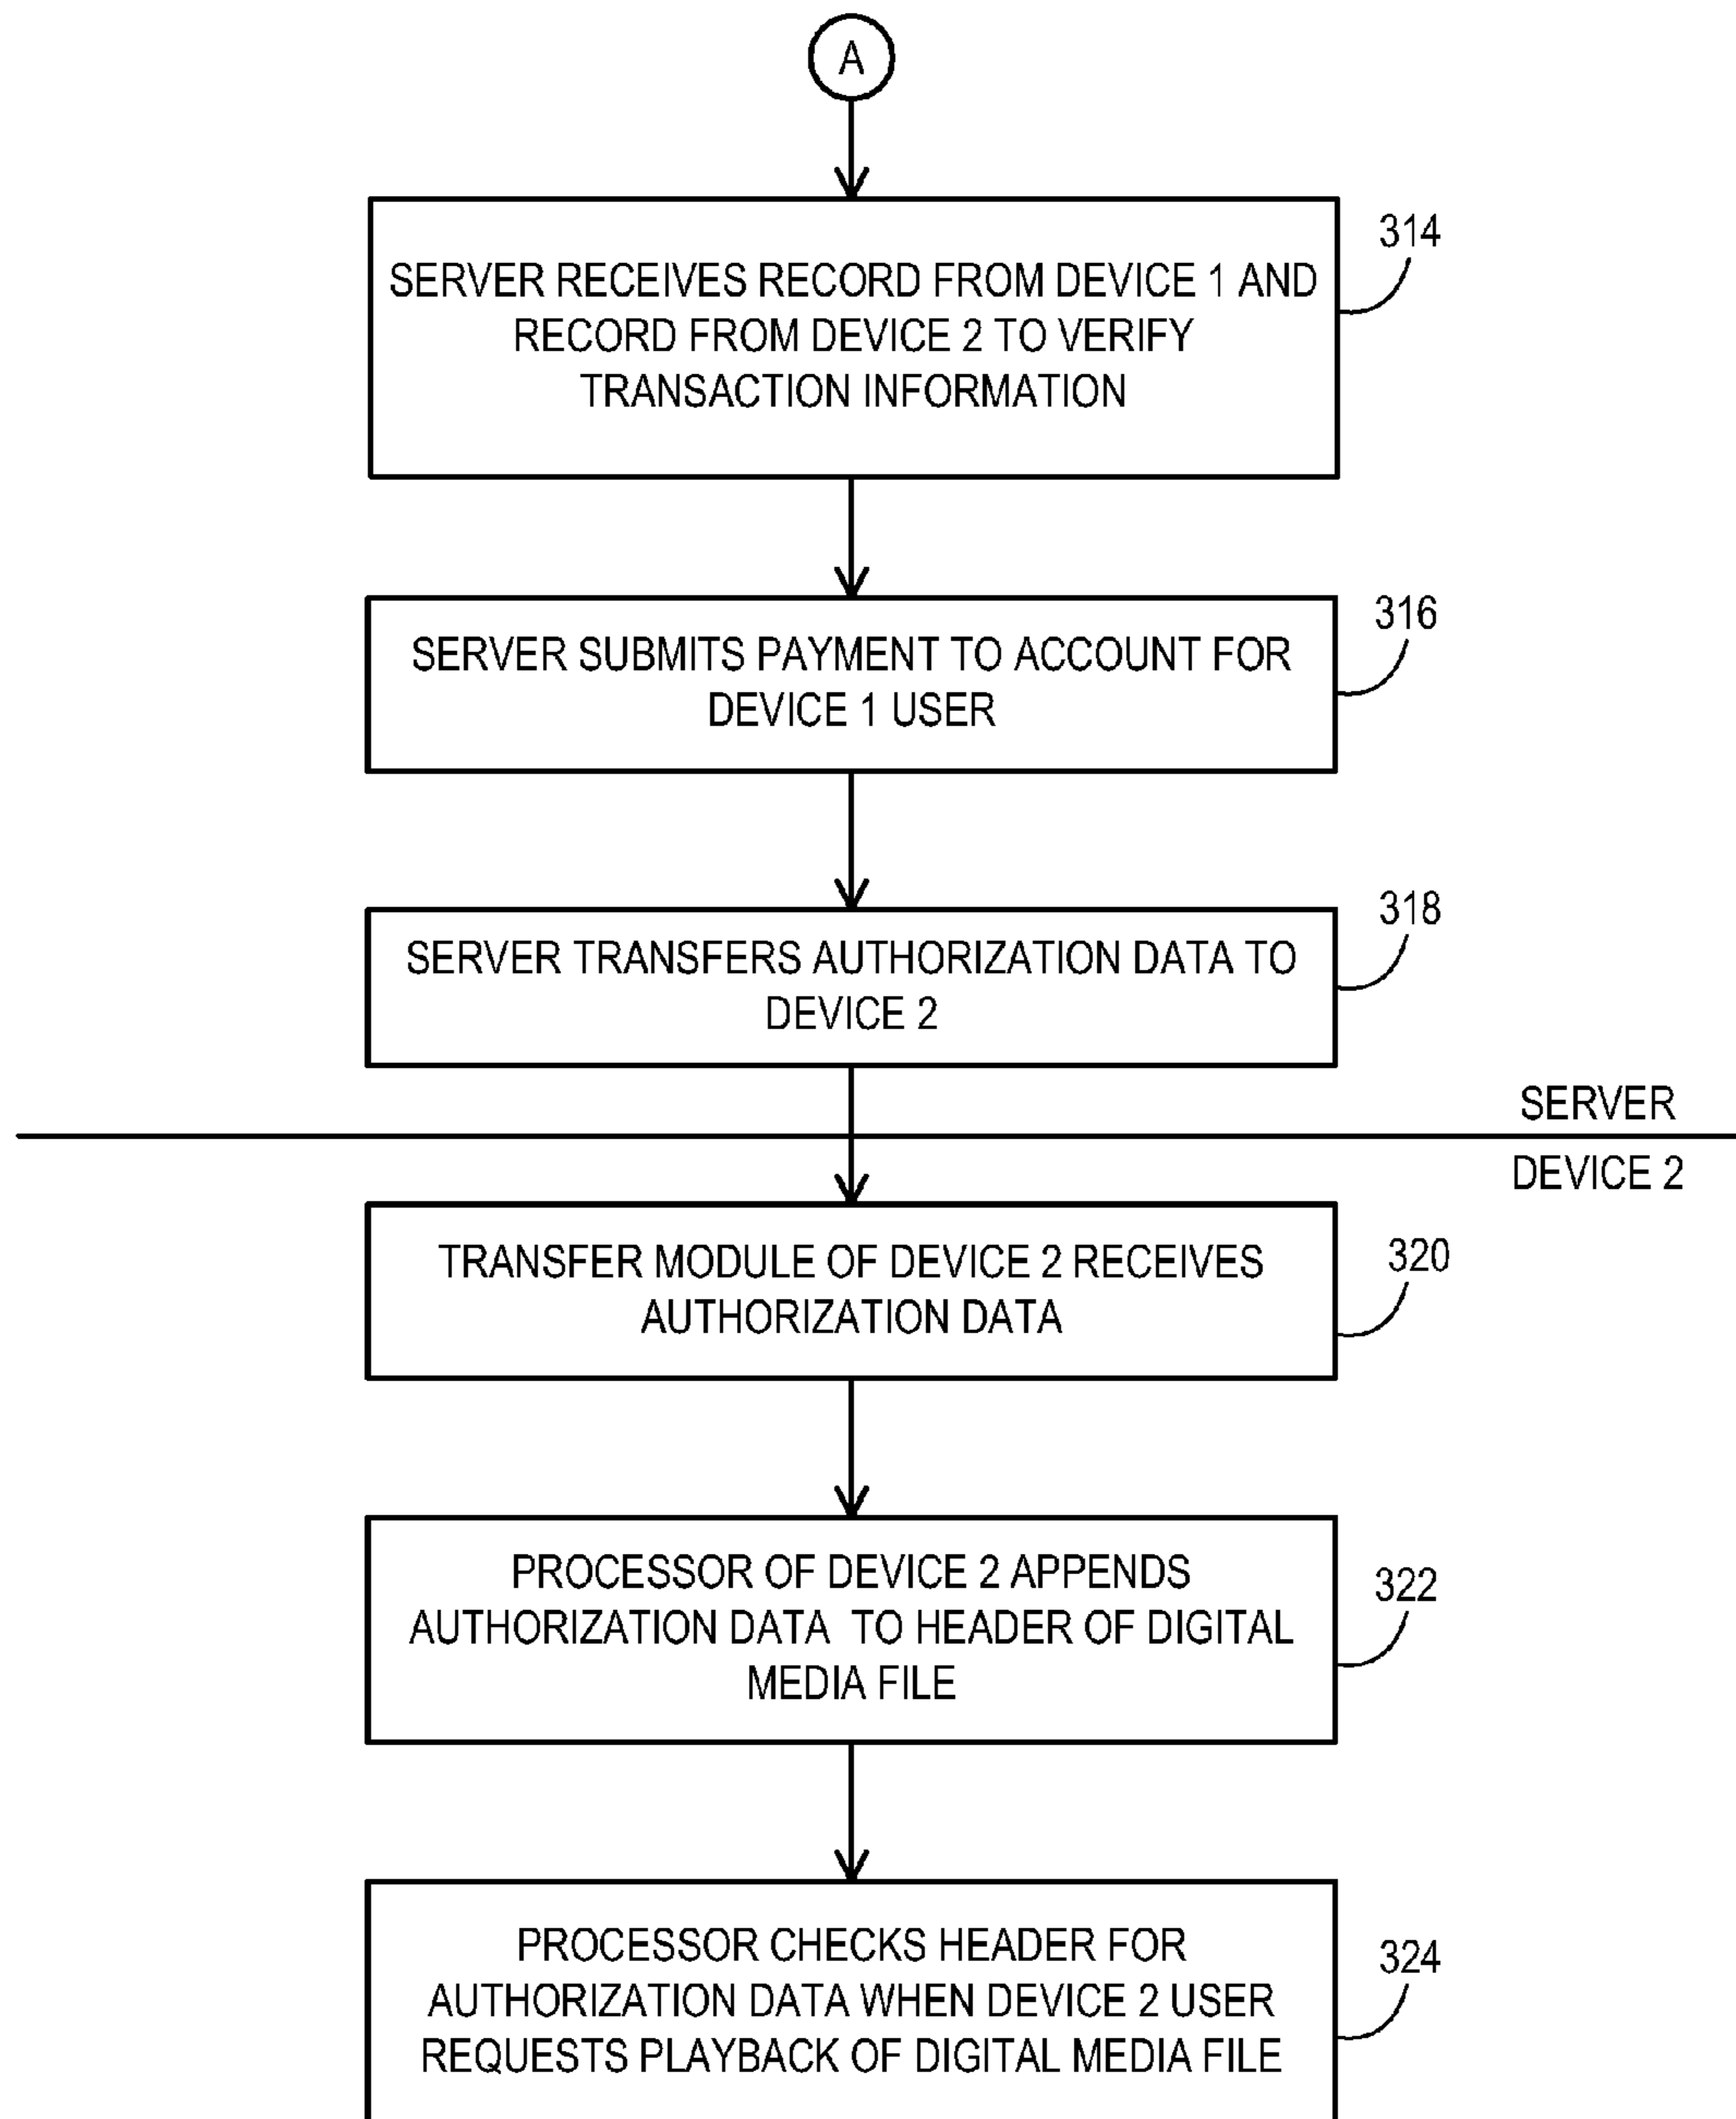 A
314
SERVER RECEIVES RECORD FROM DEVICE 1 AND
RECORD FROM DEVICE 2 TO VERIFY
TRANSACTION INFORMATION
316
SERVER SUBMITS PAYMENT TO ACCOUNT FOR
DEVICE 1 USER
318
SERVER TRANSFERS AUTHORIZATION DATA TO
DEVICE 2
SERVER
DEVICE 2
320
TRANSFER MODULE OF DEVICE 2 RECEIVES
AUTHORIZATION DATA
322
PROCESSOR OF DEVICE 2 APPENDS
AUTHORIZATION DATA TO HEADER OF DIGITAL
MEDIA FILE
324
PROCESSOR CHECKS HEADER FOR
AUTHORIZATION DATA WHEN DEVICE 2 USER
REQUESTS PLAYBACK OF DIGITAL MEDIA FILE